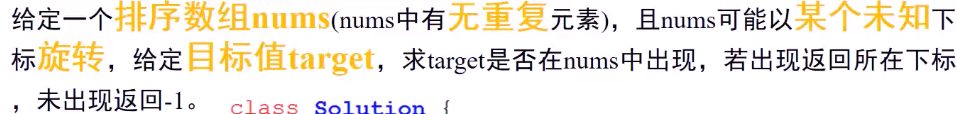 给定一个排序数组nums(nums中有无重复元素)，且nums可能以某个未知下
标旋转，给定目标值target，求target是否在nums中出现，若出现返回所在下标
，未出现返回-1。 class Solution {